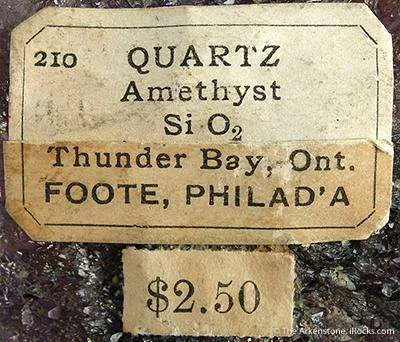 210 QUARTZ
Amethyst
Si O₂
Thunder Bay, Ont.
FOOTE, PHILAD'A
$2.50
© The Arkenstone, iRocks.com